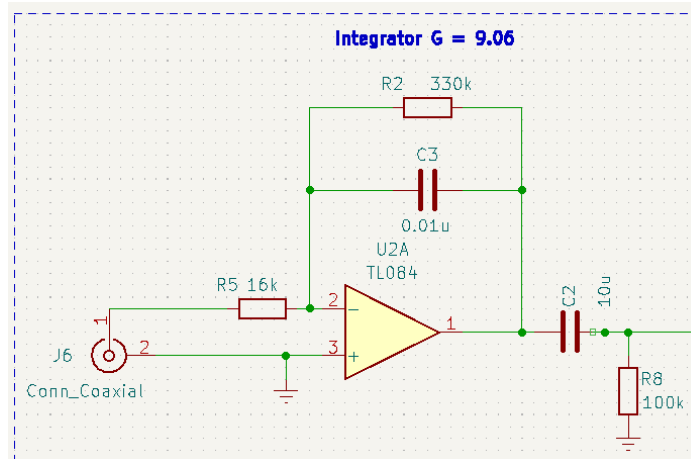 Integrator G = 9.06
R2 330k
C3
0.01u
U2A
TL084
R5 16k
2
1
3
J6
1
2
Conn_Coaxial
C2
10u
R8
100k